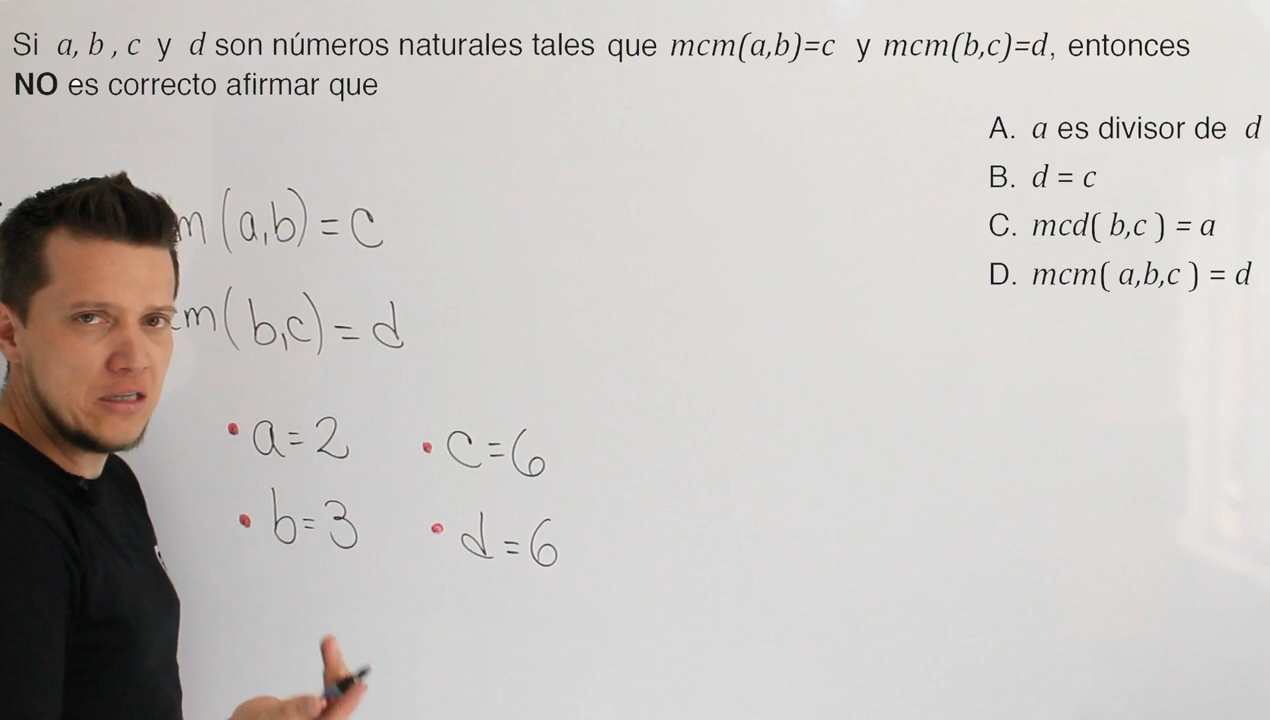 Si a, b , c y d son números naturales tales que mcm(a,b)=c y mcm(b,c)=d, entonces
NO es correcto afirmar que
A. a es divisor de d
B. d = c
C. mcd( b,c ) = a
D. mcm( a,b,c ) = d
m (a,b) = c
m (b,c) = d
• a = 2 • c = 6
• b = 3 • d = 6